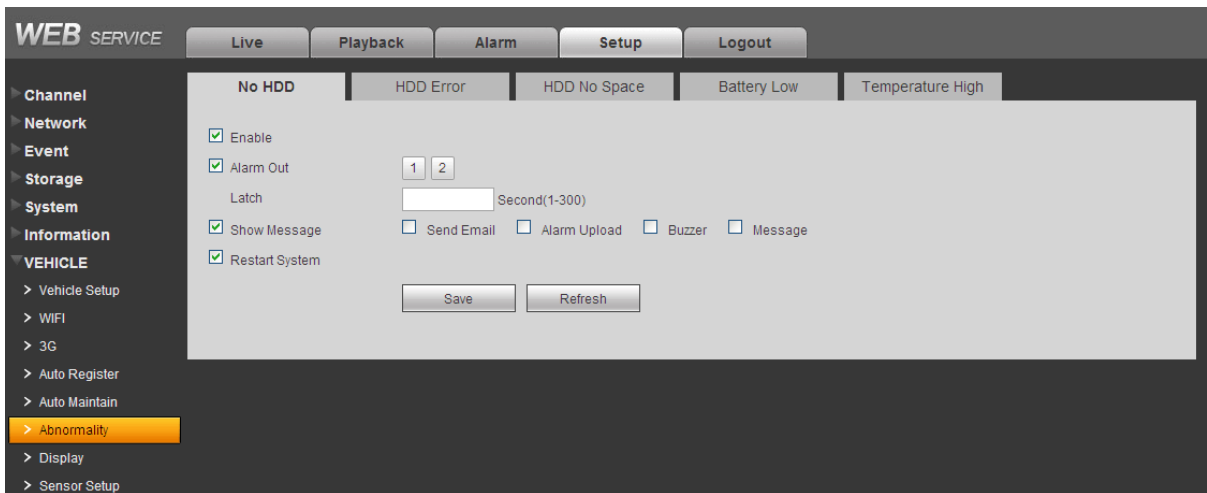 WEB SERVICE
Live Playback Alarm Setup Logout
No HDD HDD Error HDD No Space Battery Low Temperature High
Channel
Network
Event
Storage
System
Information
VEHICLE
> Vehicle Setup
> WIFI
> 3G
> Auto Register
> Auto Maintain
> Abnormality
> Display
> Sensor Setup
Enable
Alarm Out 1 2
Latch Second(1-300)
Show Message Send Email Alarm Upload Buzzer Message
Restart System
Save Refresh